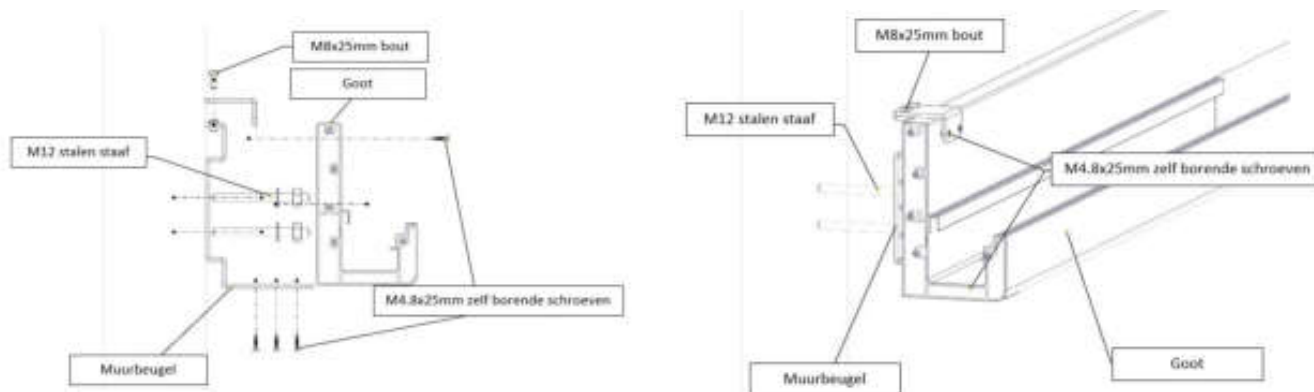 M8x25mm bout
Goot
M12 stalen staaf
M4.8x25mm zelf borende schroeven
Muurbeugel
M8x25mm bout
M12 stalen staaf
M4.8x25mm zelf borende schroeven
Muurbeugel
Goot